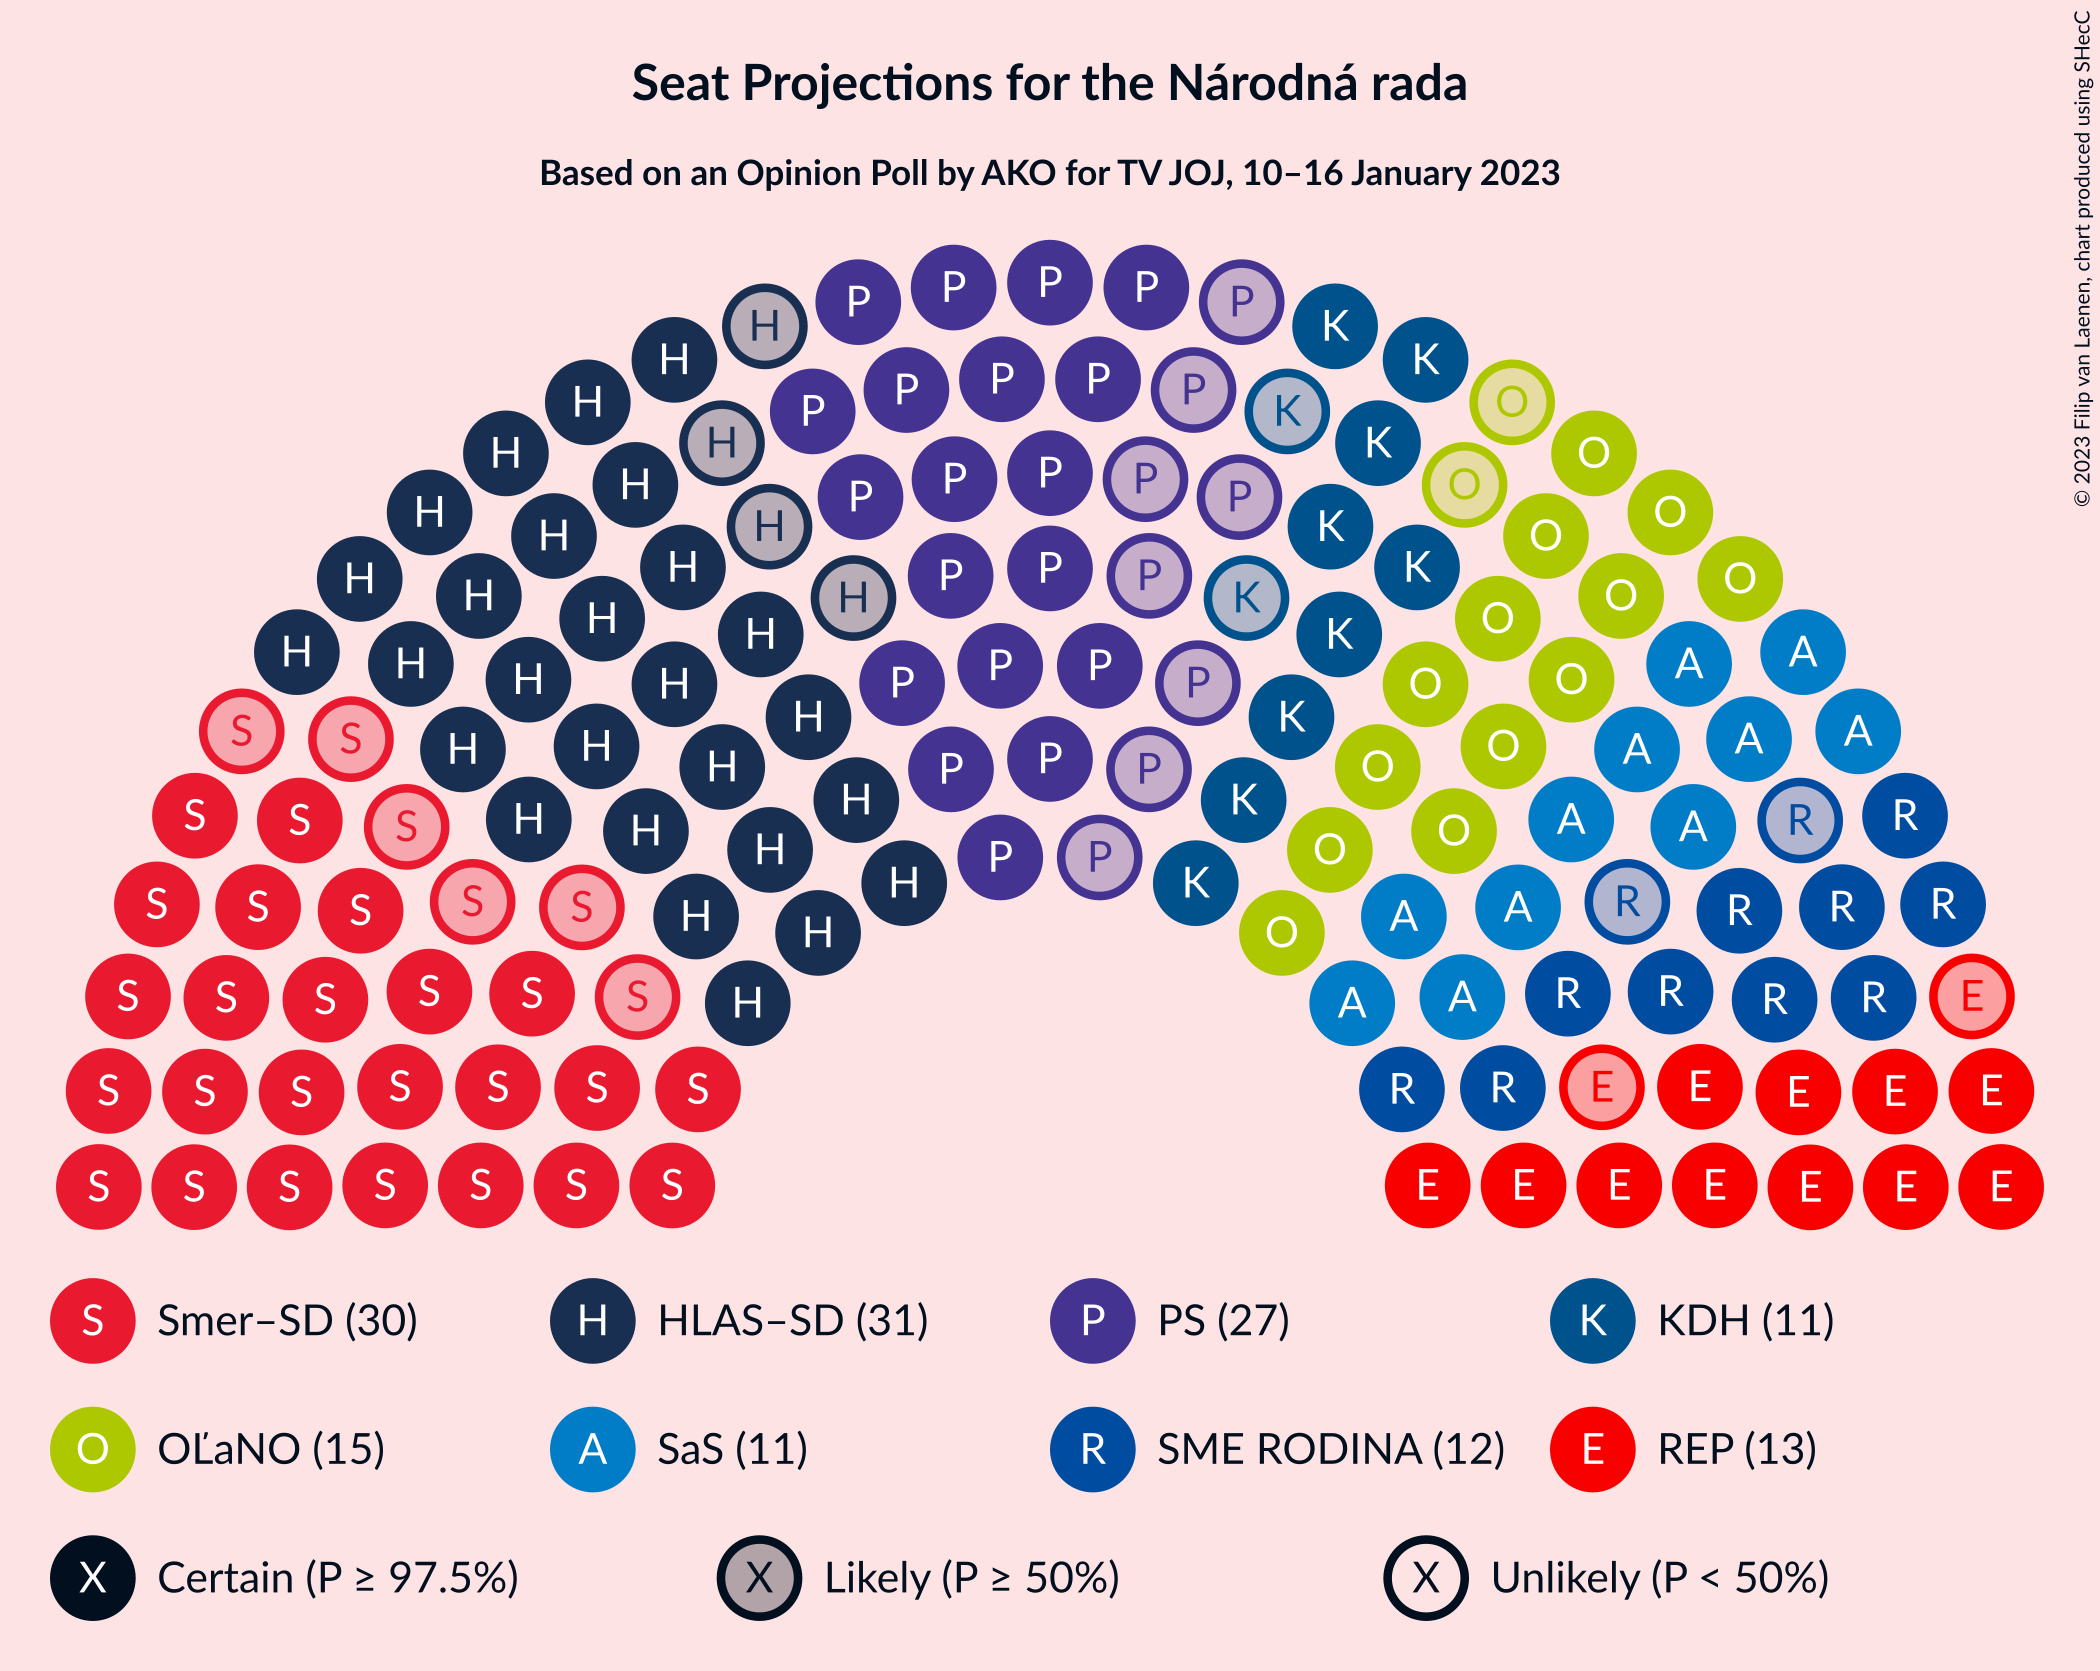 Seat Projections for the Národná rada
Based on an Opinion Poll by AKO for TV JOJ, 10–16 January 2023
© 2023 Filip van Laenen, chart produced using SHecC
P P P P P
H K K
H P P P P P K O
H H K O
H H P P P P P O O
H H H K K O O
H H H P P P K O O
H H H H K O
H H H P P P P O O A A
S S H H H H K O O A A A
H H P P P O A
S S S H H H H K O O A A R R
H P P
S S S S S H H K O A A R R R R
S S S S S S H A A R R R R E
S S S S S S S R R E E E E E
S S S S S S S E E E E E E E
S Smer–SD (30) H HLAS–SD (31) P PS (27) K KDH (11)
O OĽaNO (15) A SaS (11) R SME RODINA (12) E REP (13)
X Certain (P ≥ 97.5%) X Likely (P ≥ 50%) X Unlikely (P < 50%)